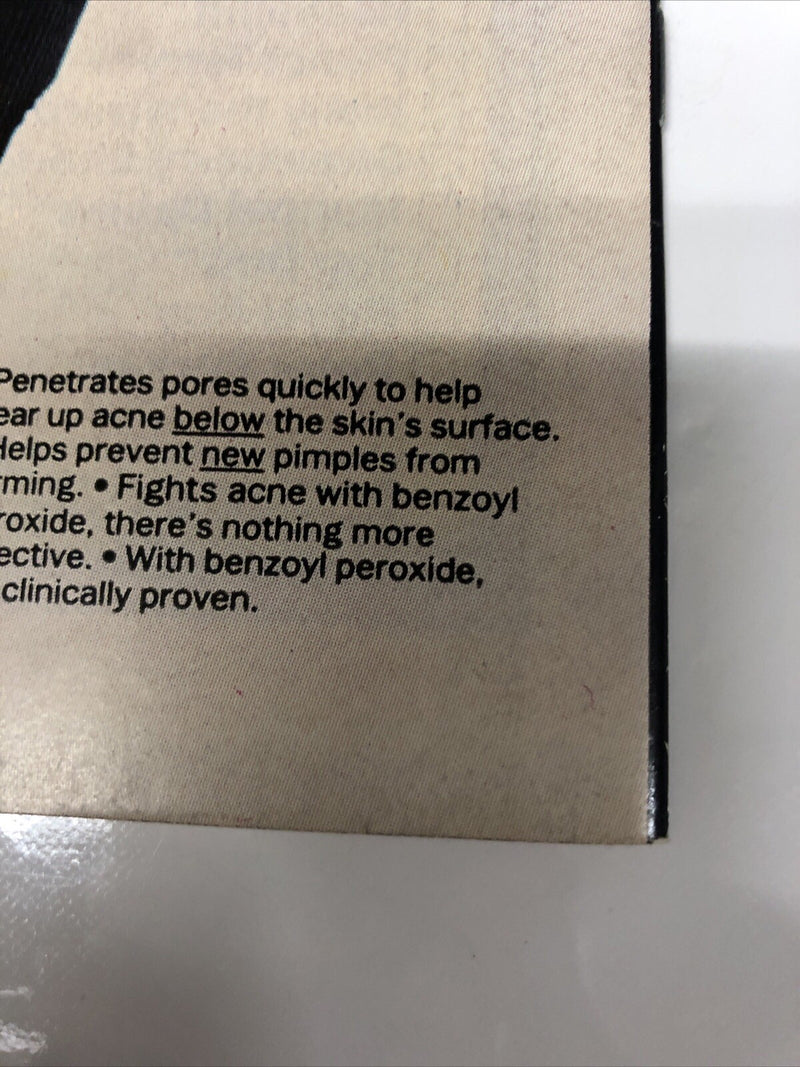 Penetrates pores quickly to help
ear up acne below the skin's surface.
Helps prevent new pimples from
rming. • Fights acne with benzoyl
roxide, there's nothing more
ective. • With benzoyl peroxide,
clinically proven.